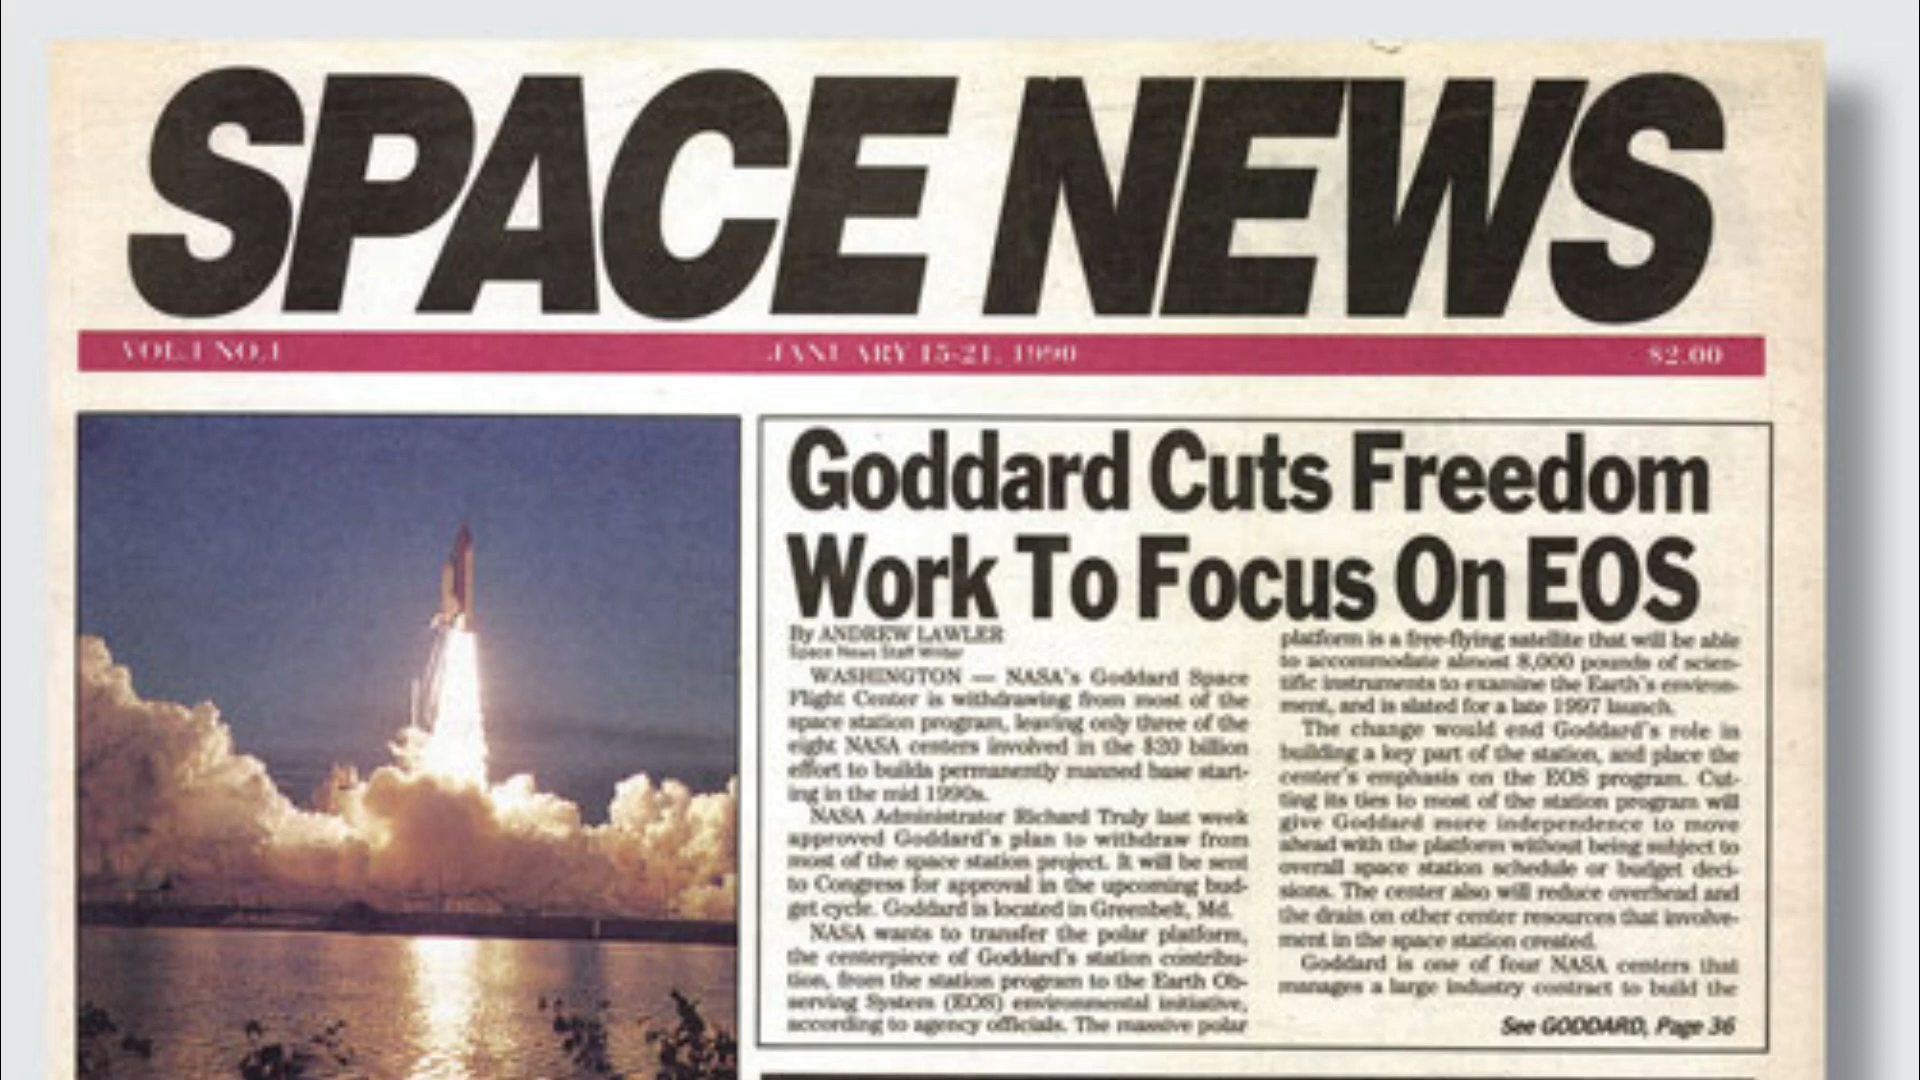 SPACE NEWS
VOL.1 NO.1
JANUARY 15-21, 1990
$2.00
Goddard Cuts Freedom
Work To Focus On EOS
By ANDREW LAWLER
Space News Staff Writer
WASHINGTON — NASA's Goddard Space
Flight Center is withdrawing from most of the
space station program, leaving only three of the
eight NASA centers involved in the $20 billion
effort to builda permanently manned base start-
ing in the mid 1990s.
NASA Administrator Richard Truly last week
approved Goddard's plan to withdraw from
most of the space station project. It will be sent
to Congress for approval in the upcoming bud-
get cycle. Goddard is located in Greenbelt, Md.
NASA wants to transfer the polar platform,
the centerpiece of Goddard's station contribu-
tion, from the station program to the Earth Ob-
serving System (EOS) environmental initiative,
according to agency officials. The massive polar
platform is a free-flying satellite that will be able
to accommodate almost 8,000 pounds of scien-
tific instruments to examine the Earth's environ-
ment, and is slated for a late 1997 launch.
The change would end Goddard's role in
building a key part of the station, and place the
center's emphasis on the EOS program. Cut-
ting its ties to most of the station program will
give Goddard more independence to move
ahead with the platform without being subject to
overall space station schedule or budget deci-
sions. The center also will reduce overhead and
the drain on other center resources that involve-
ment in the space station created.
Goddard is one of four NASA centers that
manages a large industry contract to build the
See GODDARD, Page 36